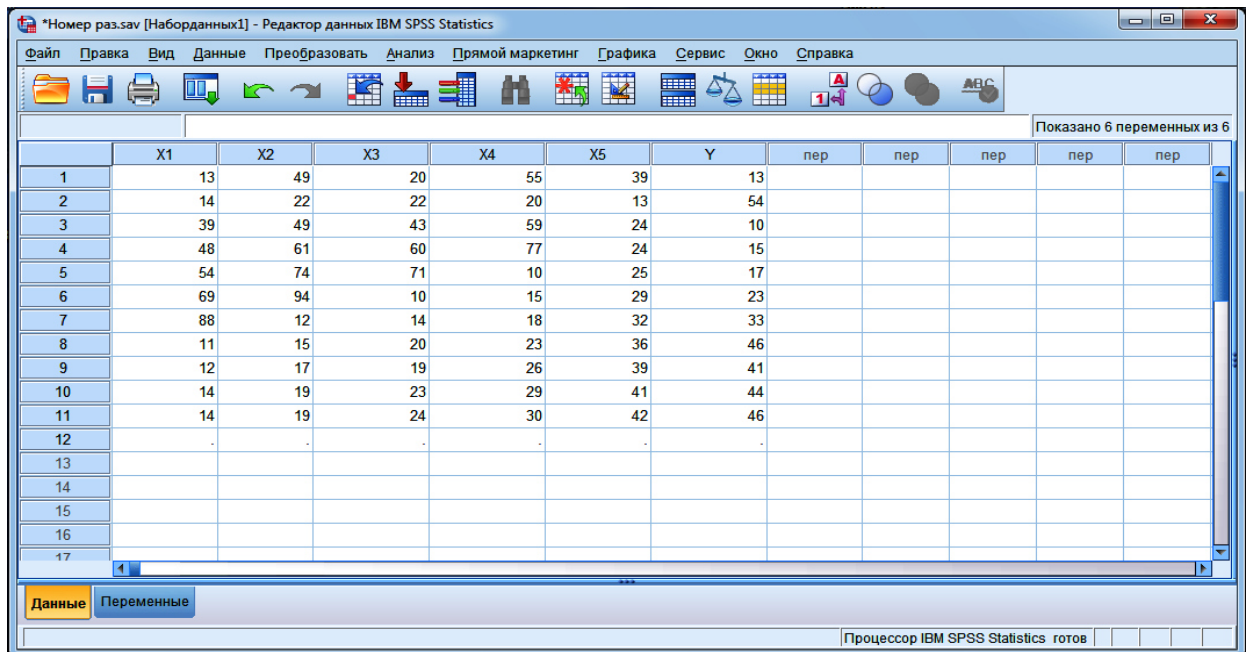 *Номер раз.sav [Наборданных1] - Редактор данных IBM SPSS Statistics
Файл Правка Вид Данные Преобразовать Анализ Прямой маркетинг Графика Сервис Окно Справка
A
1
ABC
Показано 6 переменных из 6
X1 X2 X3 X4 X5 Y пер пер пер пер пер
1 13 49 20 55 39 13
2 14 22 22 20 13 54
3 39 49 43 59 24 10
4 48 61 60 77 24 15
5 54 74 71 10 25 17
6 69 94 10 15 29 23
7 88 12 14 18 32 33
8 11 15 20 23 36 46
9 12 17 19 26 39 41
10 14 19 23 29 41 44
11 14 19 24 30 42 46
12 . . . . . .
13
14
15
16
17
Данные Переменные
Процессор IBM SPSS Statistics готов